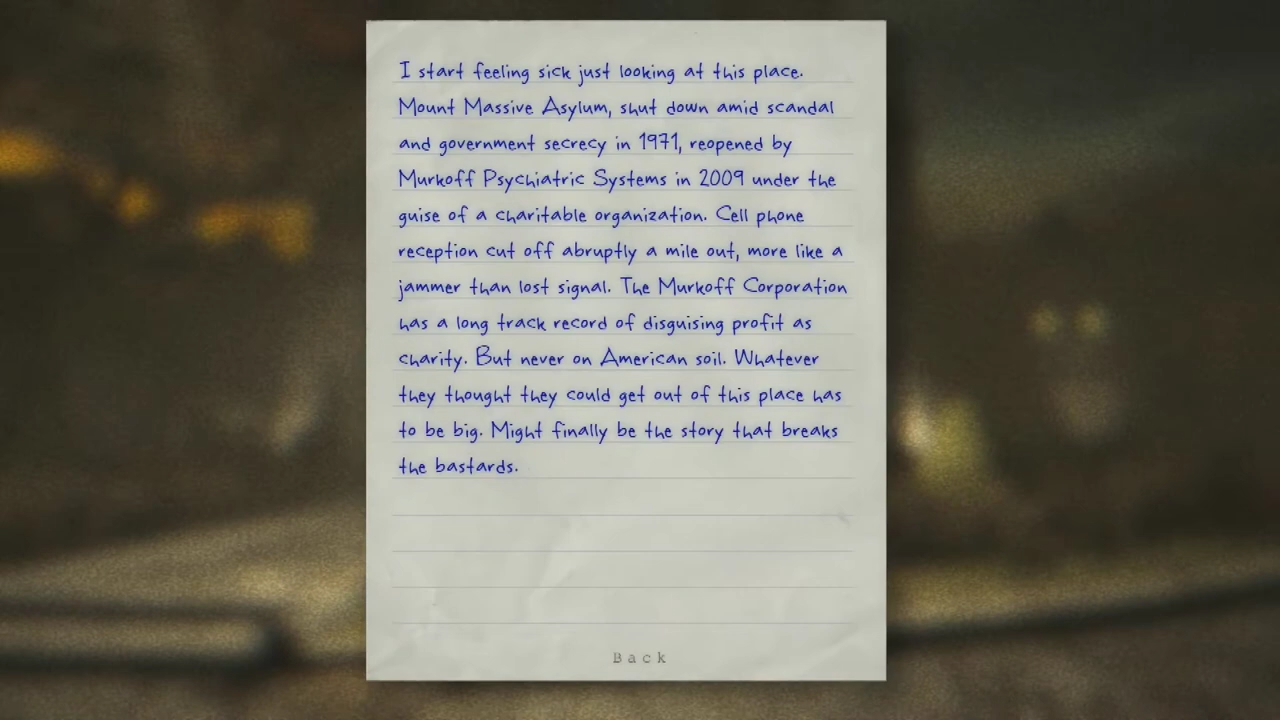 I start feeling sick just looking at this place.
Mount Massive Asylum, shut down amid scandal
and government secrecy in 1971, reopened by
Murkoff Psychiatric Systems in 2009 under the
guise of a charitable organization. Cell phone
reception cut off abruptly a mile out, more like a
jammer than lost signal. The Murkoff Corporation
has a long track record of disguising profit as
charity. But never on American soil. Whatever
they thought they could get out of this place has
to be big. Might finally be the story that breaks
the bastards.
Back